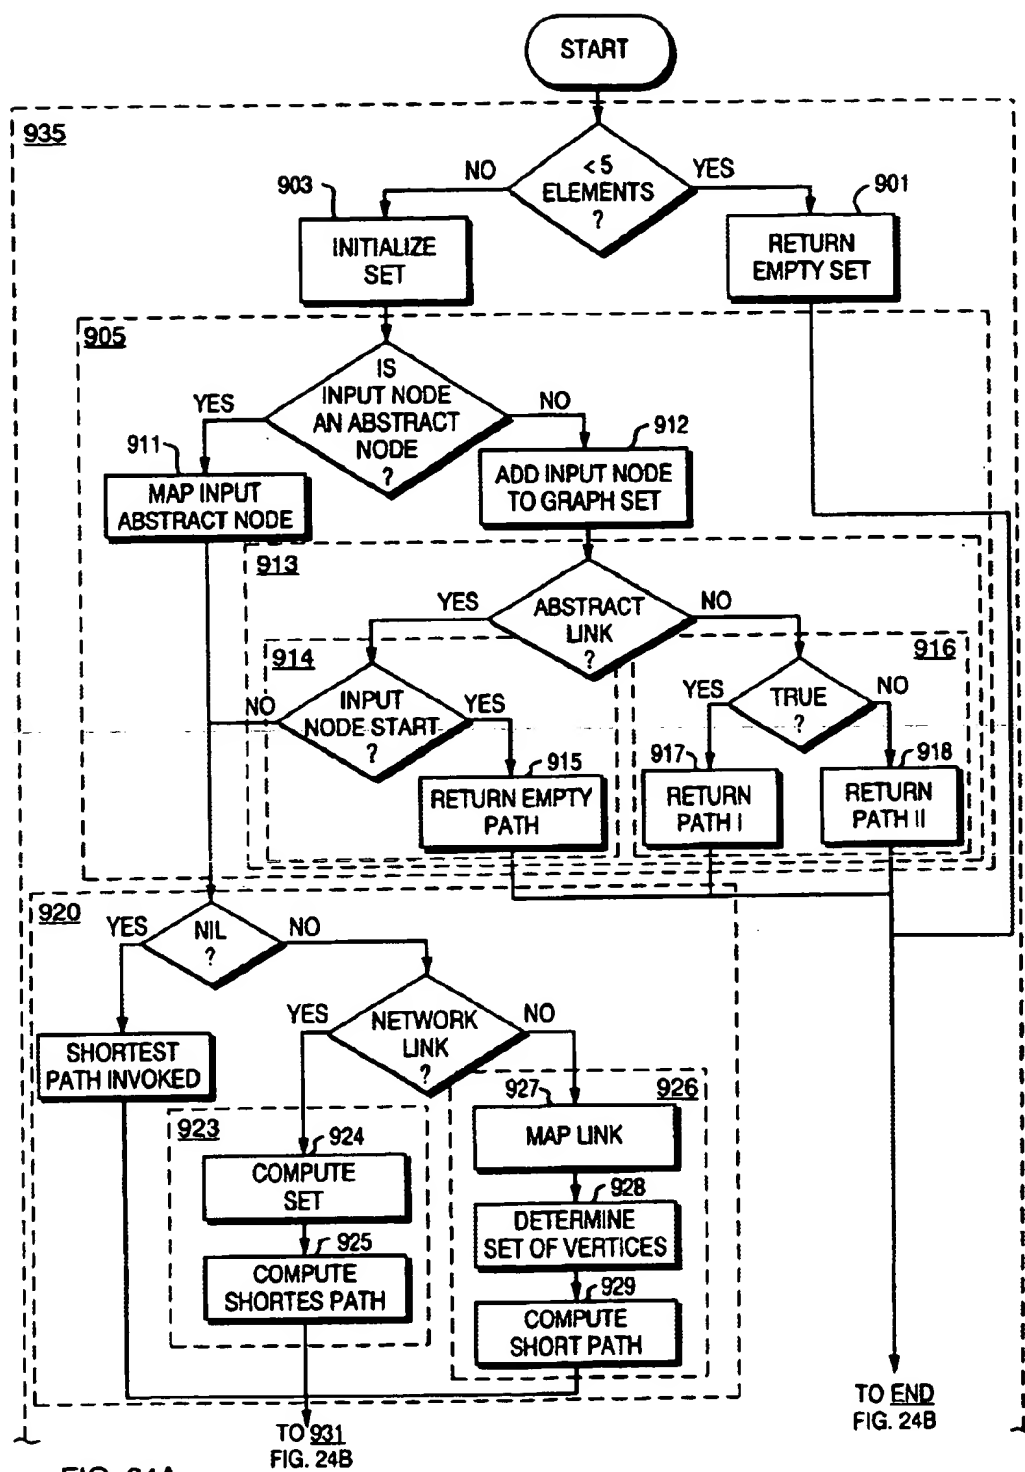 START
935
< 5
ELEMENTS
?
NO
YES
903
901
INITIALIZE
SET
RETURN
EMPTY SET
905
IS
INPUT NODE
AN ABSTRACT
NODE
?
YES
NO
911
912
MAP INPUT
ABSTRACT NODE
ADD INPUT NODE
TO GRAPH SET
913
ABSTRACT
LINK
?
YES
NO
914
916
INPUT
NODE START
?
NO
YES
TRUE
?
YES
NO
915
917
918
RETURN EMPTY
PATH
RETURN
PATH I
RETURN
PATH II
920
NIL
?
YES
NO
NETWORK
LINK
?
YES
NO
SHORTEST
PATH INVOKED
923
924
COMPUTE
SET
925
COMPUTE
SHORTES PATH
926
927
MAP LINK
928
DETERMINE
SET OF VERTICES
929
COMPUTE
SHORT PATH
TO 931
FIG. 24B
TO END
FIG. 24B